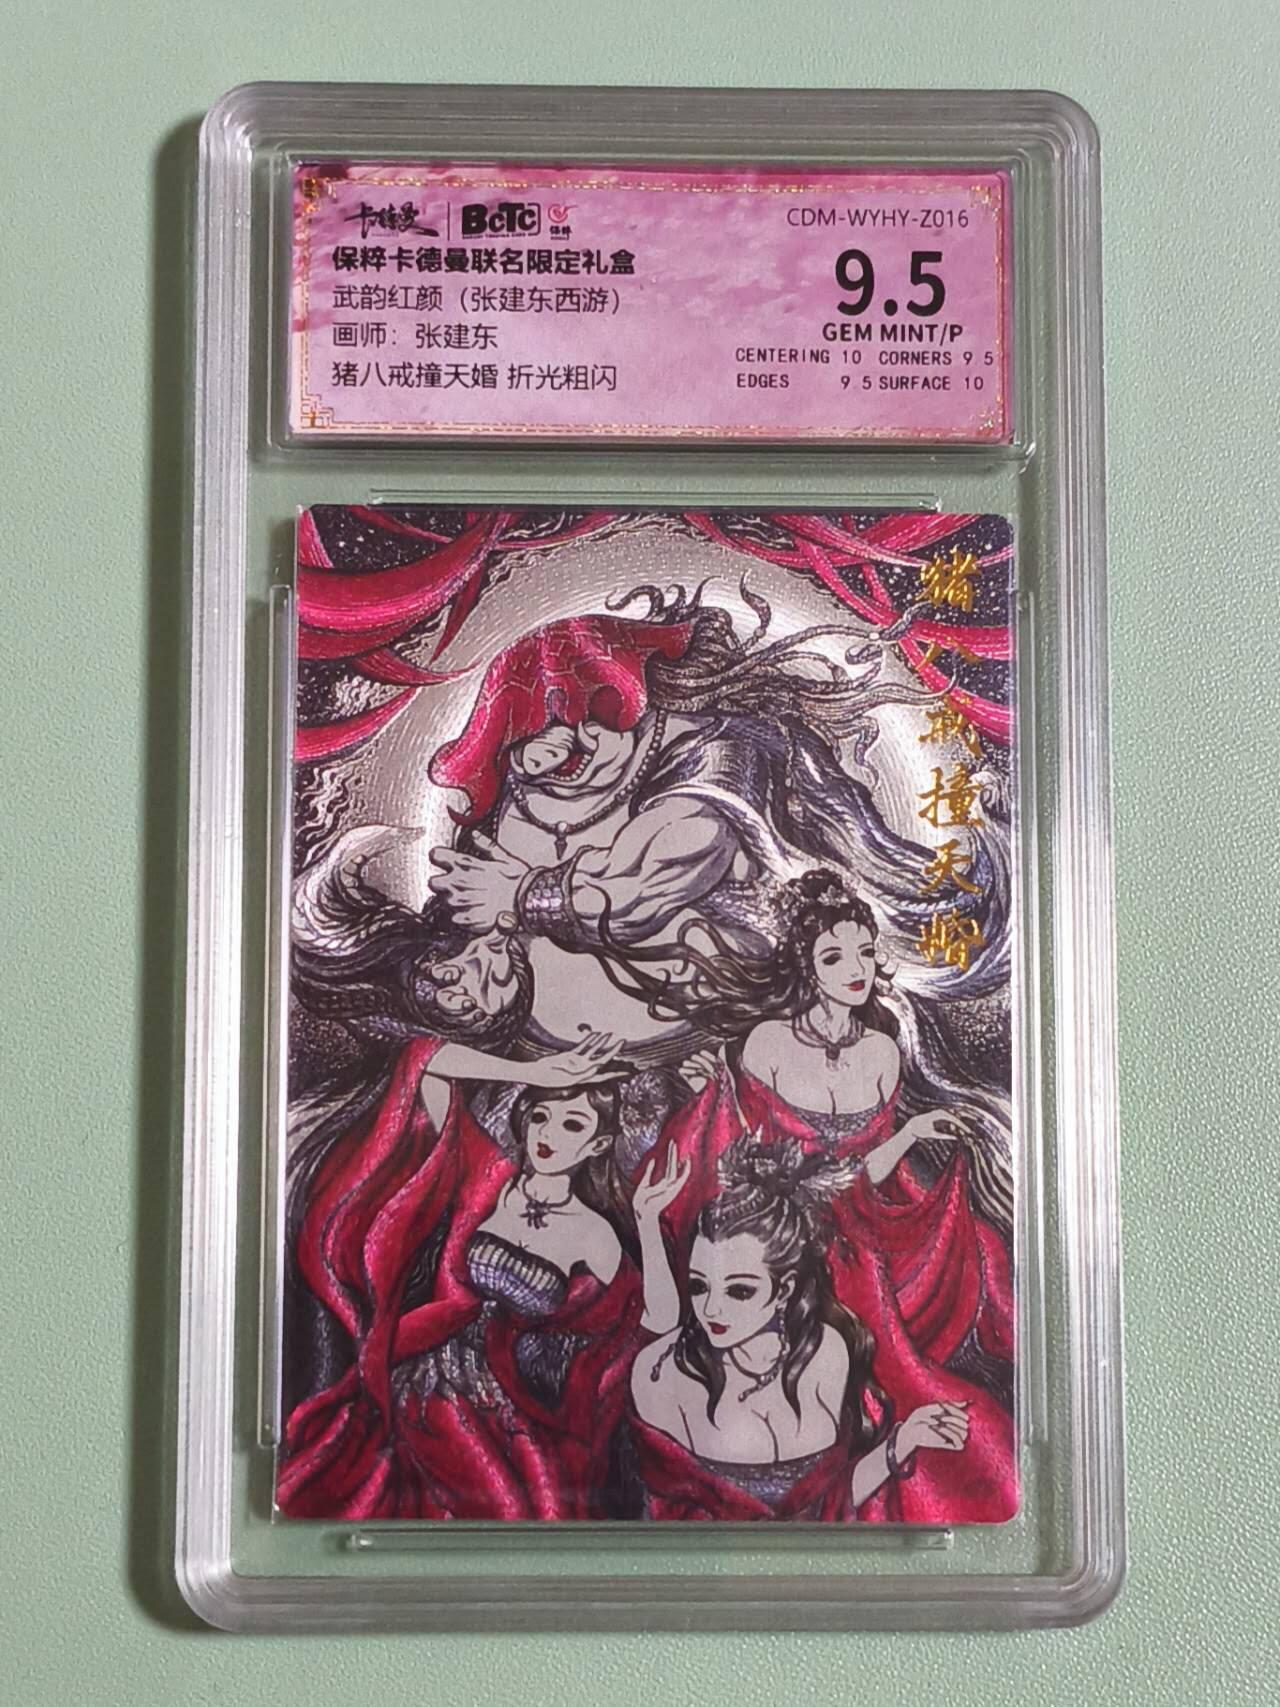 卡德曼 BCTC 保粹
CDM-WYHY-Z016
保粹卡德曼联名限定礼盒
武韵红颜（张建东西游）
画师：张建东
猪八戒撞天婚 折光粗闪
9.5
GEM MINT/P
CENTERING 10 CORNERS 9.5
EDGES 9.5 SURFACE 10
猪八戒撞天婚